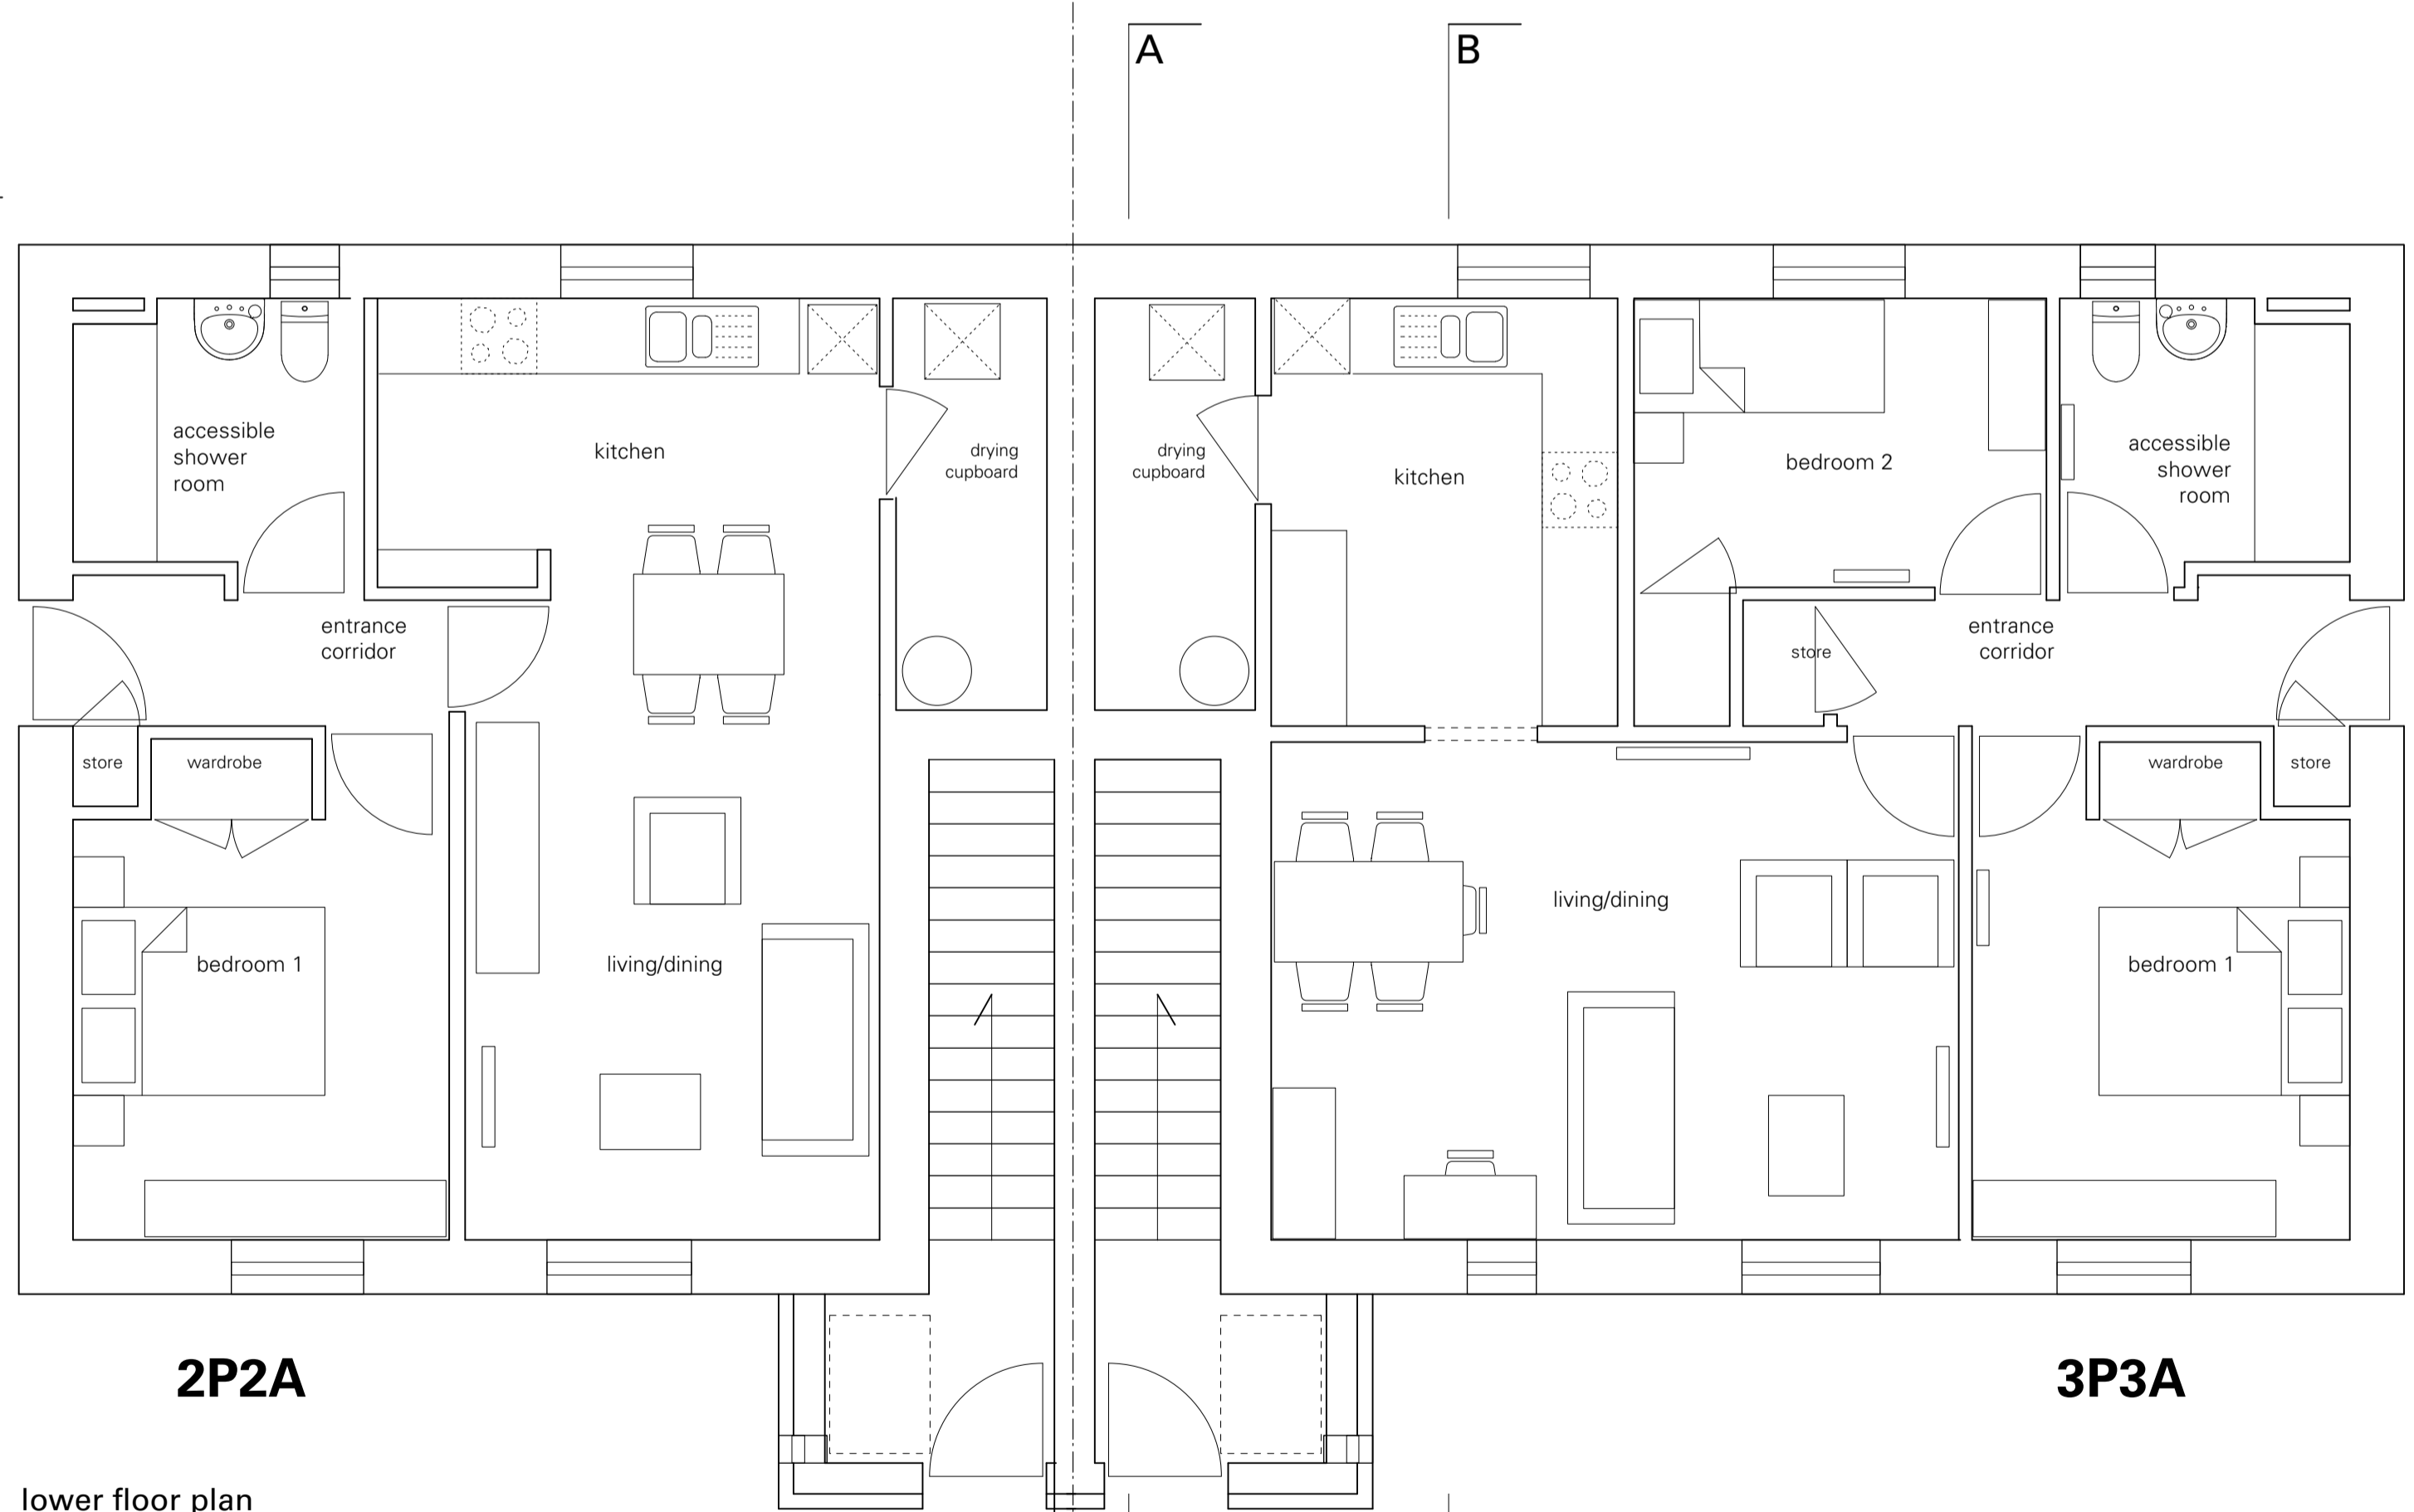 A
B
accessible
shower
room
kitchen
drying
cupboard
drying
cupboard
kitchen
bedroom 2
accessible
shower
room
entrance
corridor
store
entrance
corridor
store
wardrobe
wardrobe
store
living/dining
bedroom 1
living/dining
bedroom 1
2P2A
3P3A
lower floor plan